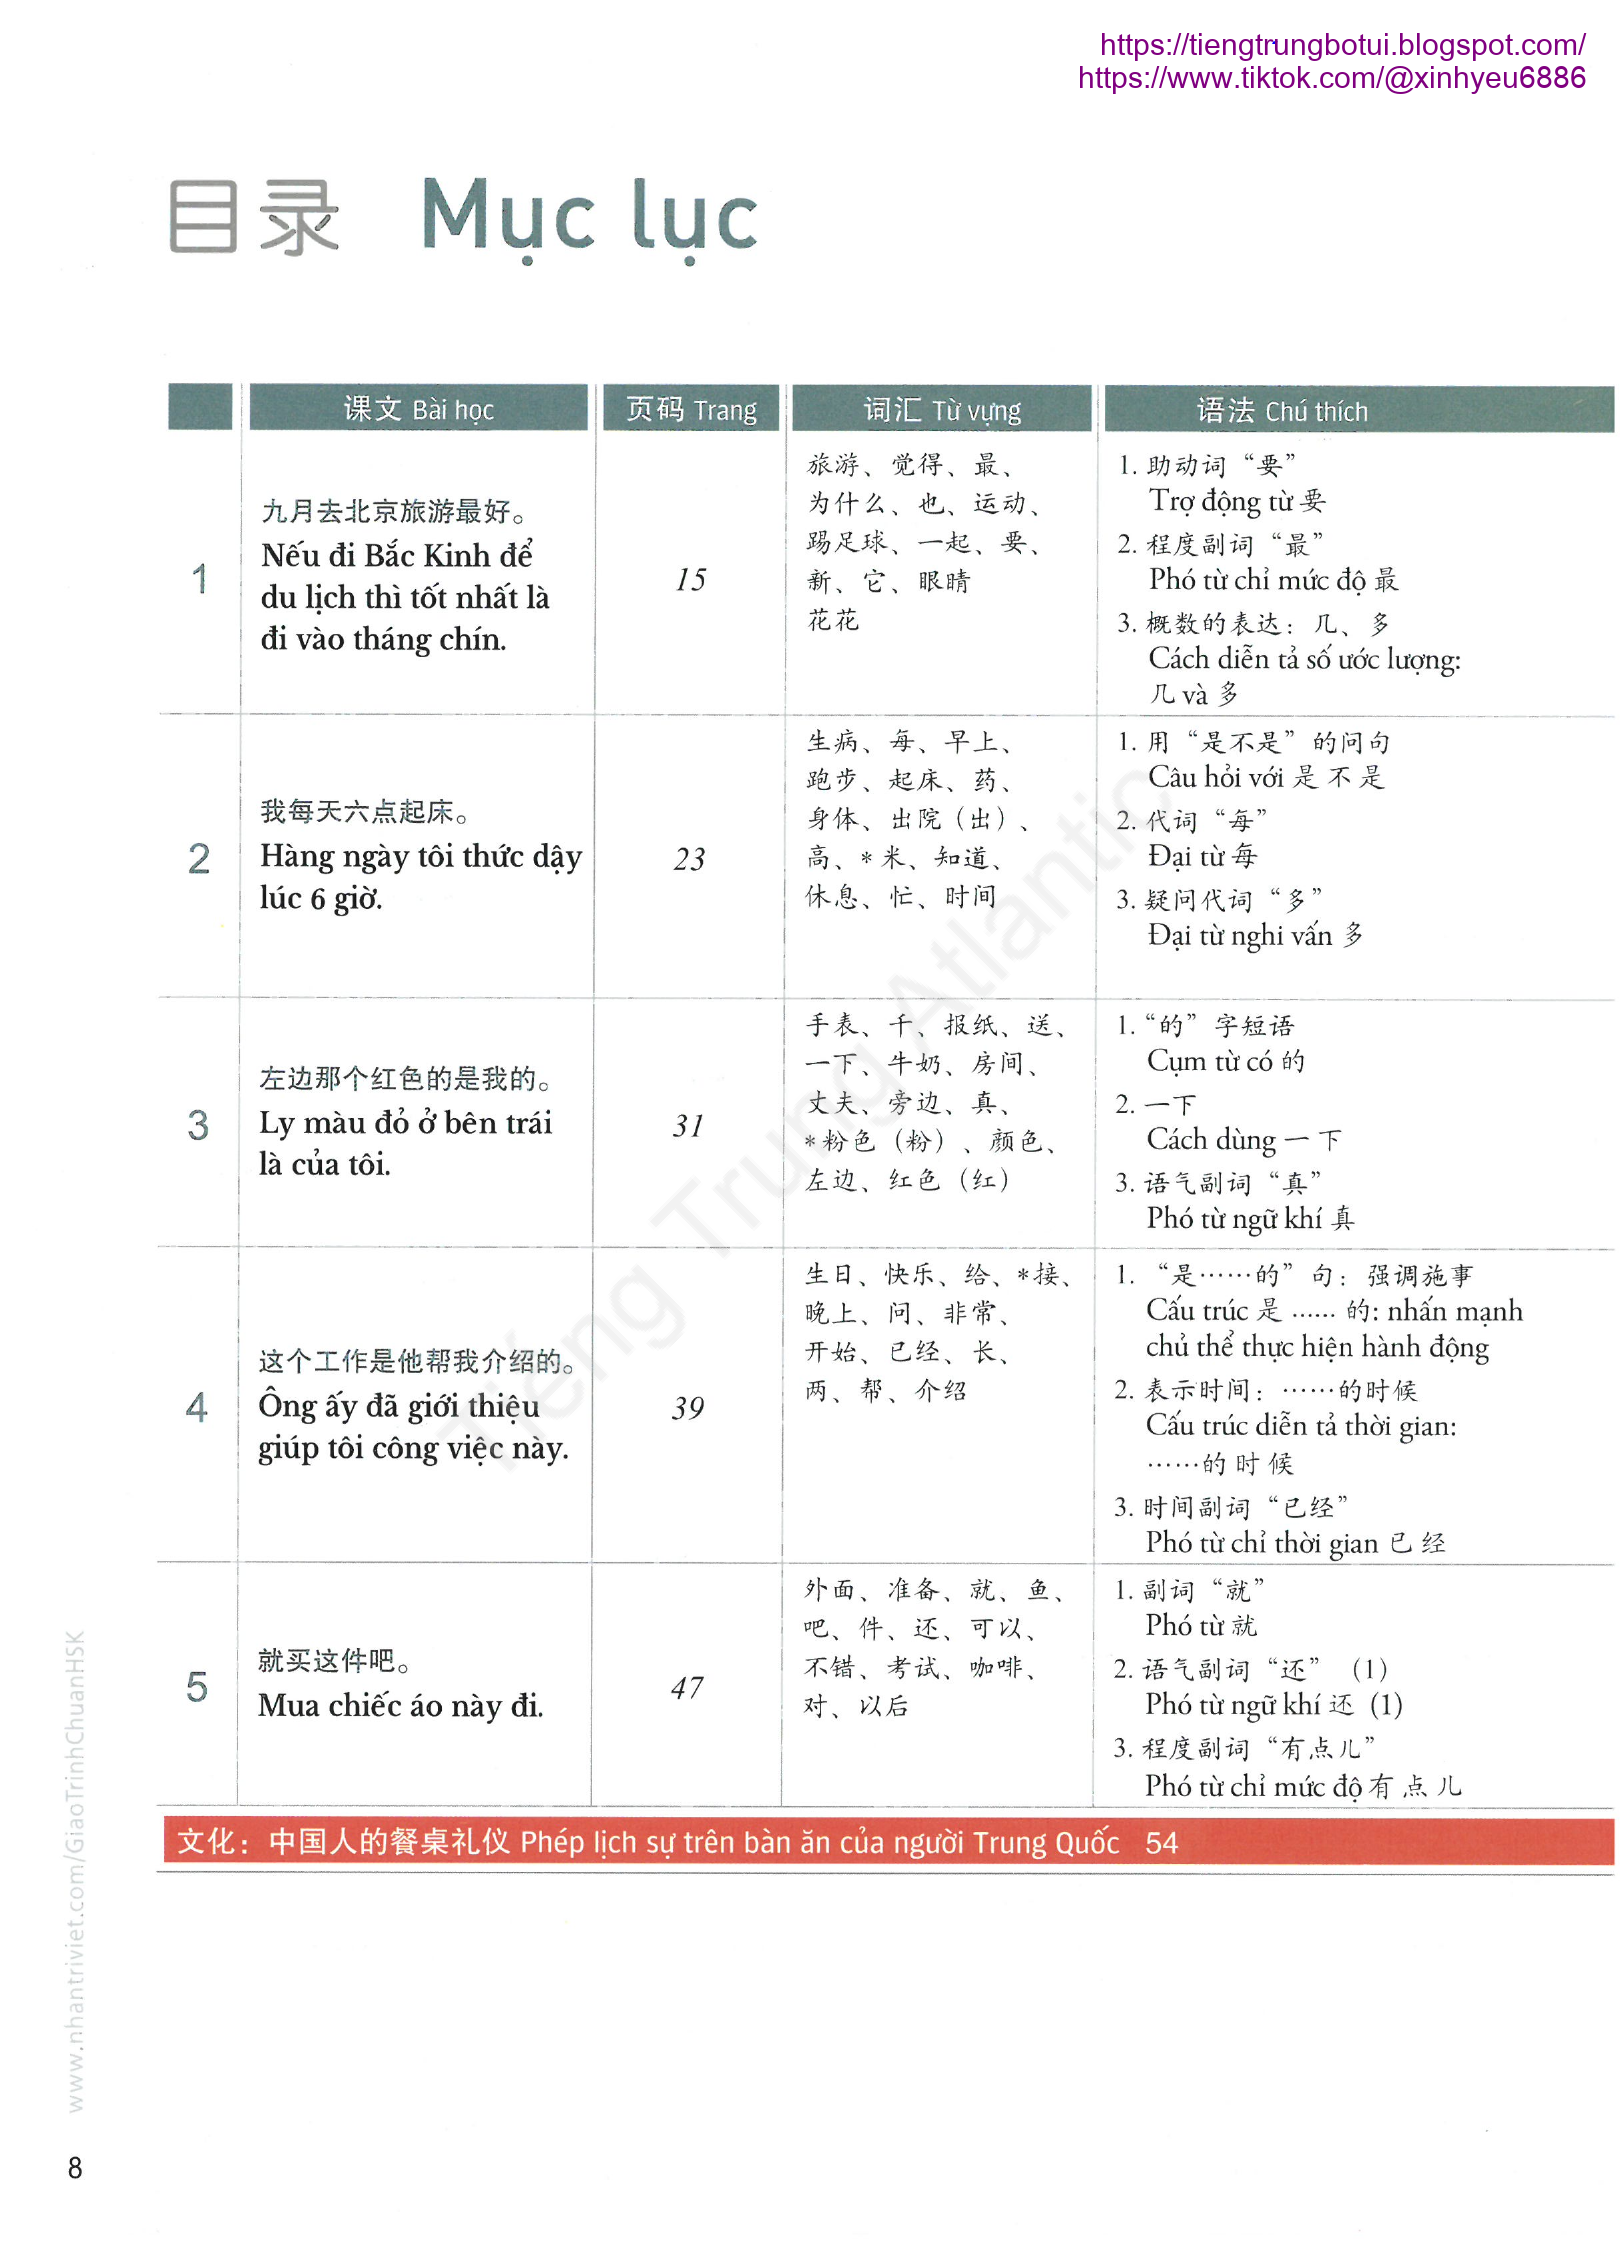 https://tiengtrungbotui.blogspot.com/
https://www.tiktok.com/@xinhyeu6886
目录 Mục lục
课文 Bài học
页码 Trang
词汇 Từ vựng
语法 Chú thích
1
九月去北京旅游最好。
Nếu đi Bắc Kinh để
du lịch thì tốt nhất là
đi vào tháng chín.
15
旅游、觉得、最、
为什么、也、运动、
踢足球、一起、要、
新、它、眼睛
花花
1. 助动词“要”
Trợ động từ 要
2. 程度副词“最”
Phó từ chỉ mức độ 最
3. 概数的表达：几、多
Cách diễn tả số ước lượng:
几 và 多
2
我每天六点起床。
Hàng ngày tôi thức dậy
lúc 6 giờ.
23
生病、每、早上、
跑步、起床、药、
身体、出院（出）、
高、*米、知道、
休息、忙、时间
1. 用“是不是”的问句
Câu hỏi với 是不是
2. 代词“每”
Đại từ 每
3. 疑问代词“多”
Đại từ nghi vấn 多
3
左边那个红色的是我的。
Ly màu đỏ ở bên trái
là của tôi.
31
手表、千、报纸、送、
一下、牛奶、房间、
丈夫、旁边、真、
*粉色（粉）、颜色、
左边、红色（红）
1. “的”字短语
Cụm từ có 的
2. 一下
Cách dùng 一下
3. 语气副词“真”
Phó từ ngữ khí 真
4
这个工作是他帮我介绍的。
Ông ấy đã giới thiệu
giúp tôi công việc này.
39
生日、快乐、给、*接、
晚上、问、非常、
开始、已经、长、
两、帮、介绍
1. “是……的”句：强调施事
Cấu trúc 是 ...... 的: nhấn mạnh
chủ thể thực hiện hành động
2. 表示时间：……的时候
Cấu trúc diễn tả thời gian:
……的时候
3. 时间副词“已经”
Phó từ chỉ thời gian 已经
5
就买这件吧。
Mua chiếc áo này đi.
47
外面、准备、就、鱼、
吧、件、还、可以、
不错、考试、咖啡、
对、以后
1. 副词“就”
Phó từ 就
2. 语气副词“还”（1）
Phó từ ngữ khí 还 (1)
3. 程度副词“有点儿”
Phó từ chỉ mức độ 有点儿
文化：中国人的餐桌礼仪 Phép lịch sự trên bàn ăn của người Trung Quốc 54
Tiếng Trung Atlantic
www.nhantriviet.com/GiaoTrinhChuanHSK
8